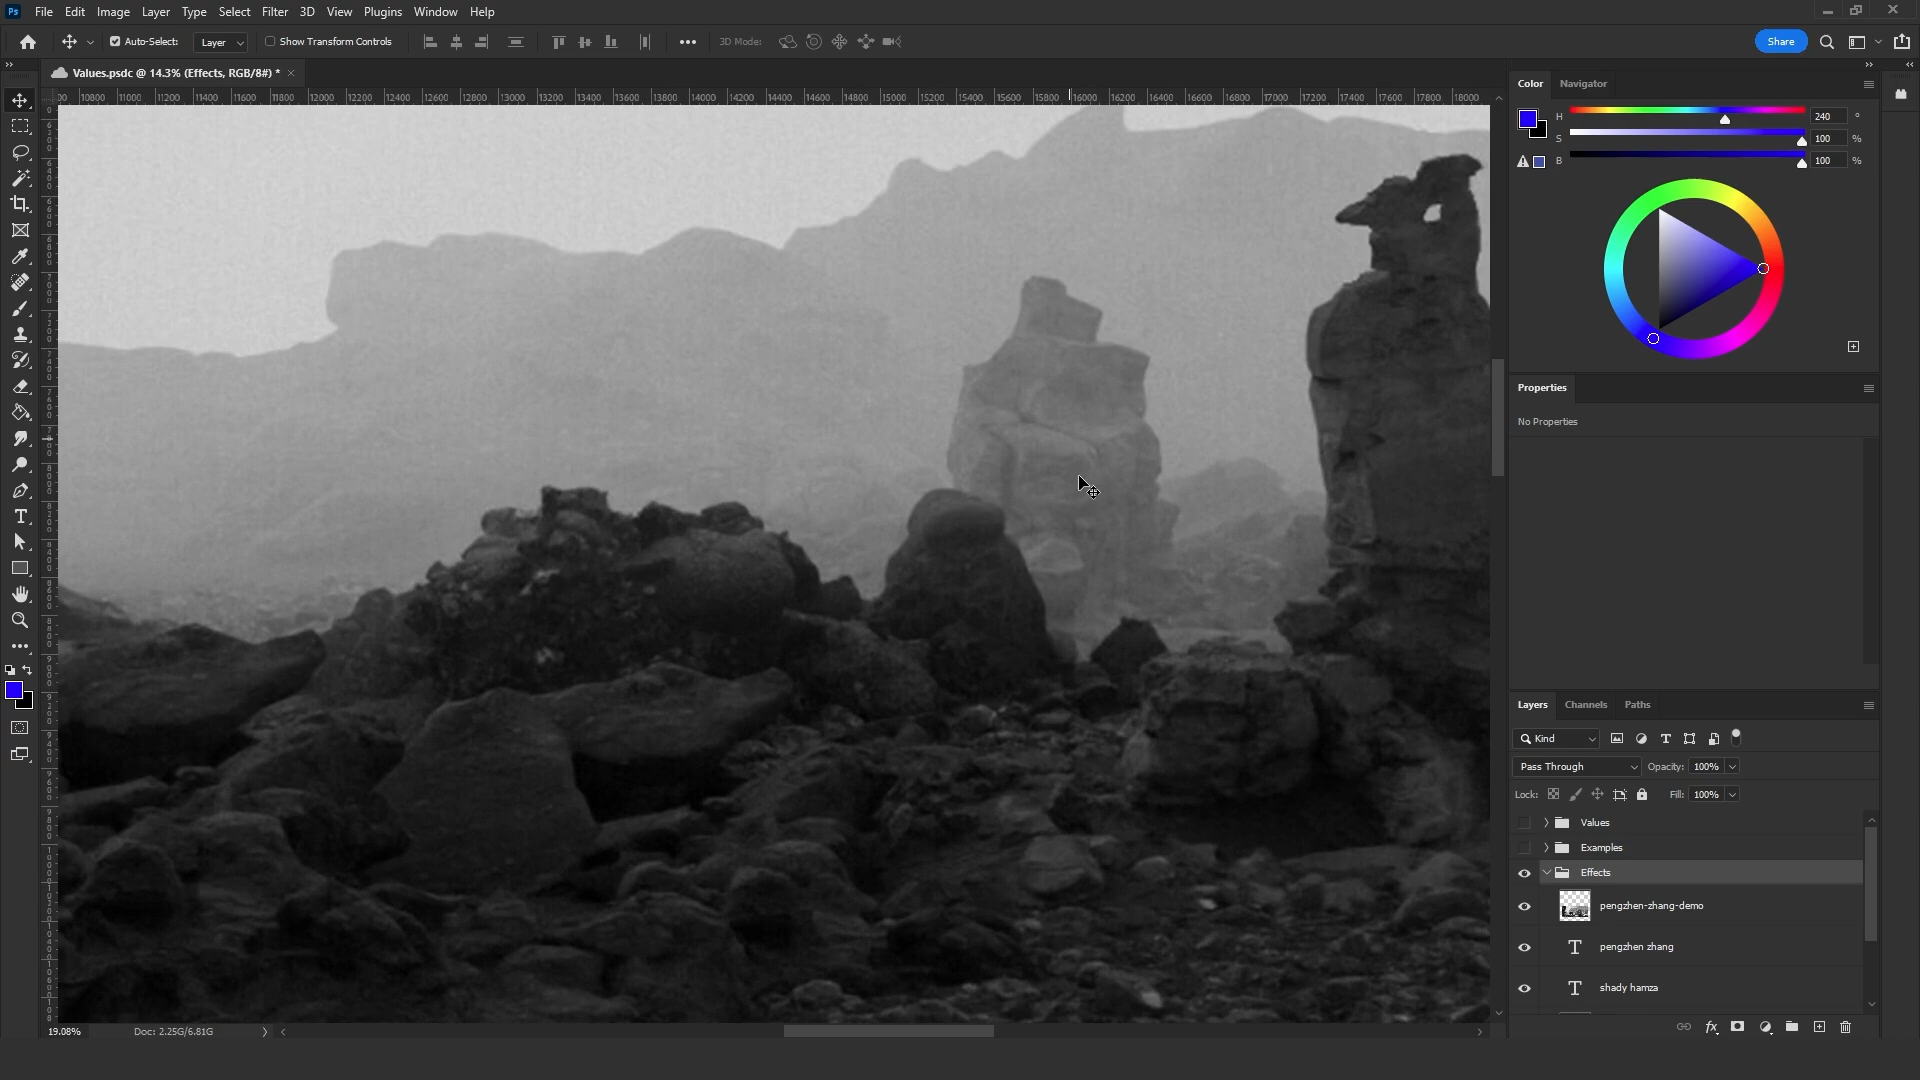 Ps File Edit Image Layer Type Select Filter 3D View Plugins Window Help
Auto-Select: Layer Show Transform Controls 3D Mode: Share
Values.psdc @ 14.3% (Effects, RGB/8#) * ×
10800 11000 11200 11400 11600 11800 12000 12200 12400 12600 12800 13000 13200 13400 13600 13800 14000 14200 14400 14600 14800 15000 15200 15400 15600 15800 16000 16200 16400 16600 16800 17000 17200 17400 17600 17800 18000
Color Navigator
H 240 °
S 100 %
B 100 %
Properties
No Properties
Layers Channels Paths
Kind
Pass Through Opacity: 100%
Lock: Fill: 100%
Values
Examples
Effects
pengzhen-zhang-demo
pengzhen zhang
shady hamza
fx
19.08% Doc: 2.25G/6.81G